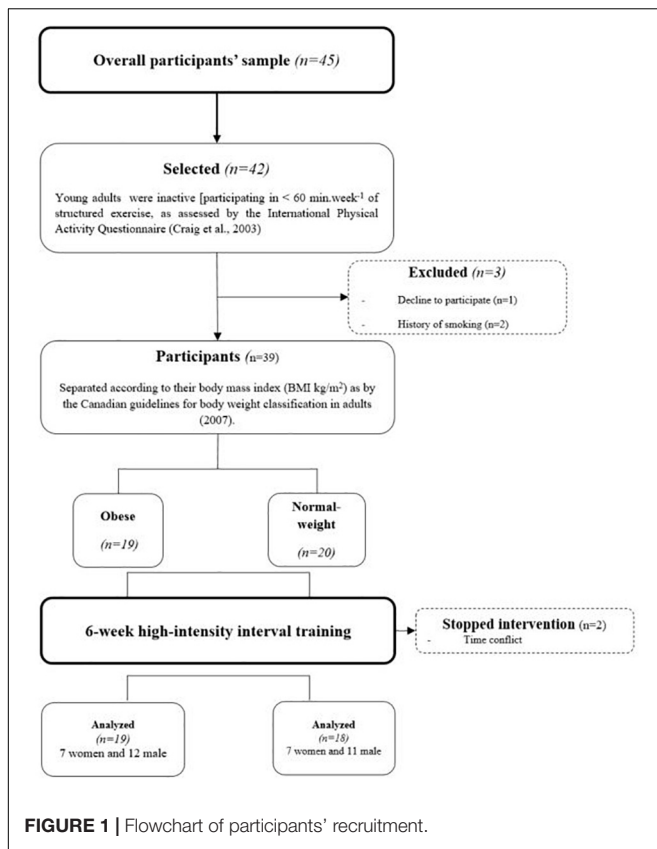 Overall participants' sample (n=45)
Selected (n=42)
Young adults were inactive [participating in < 60 min.week-1 of
structured exercise, as assessed by the International Physical
Activity Questionnaire (Craig et al., 2003)
Excluded (n=3)
- Decline to participate (n=1)
- History of smoking (n=2)
Participants (n=39)
Separated according to their body mass index (BMI kg/m²) as by
the Canadian guidelines for body weight classification in adults
(2007).
Obese
(n=19)
Normal-
weight
(n=20)
6-week high-intensity interval training
Stopped intervention (n=2)
- Time conflict
Analyzed
(n=19)
7 women and 12 male
Analyzed
(n=18)
7 women and 11 male
FIGURE 1 | Flowchart of participants' recruitment.